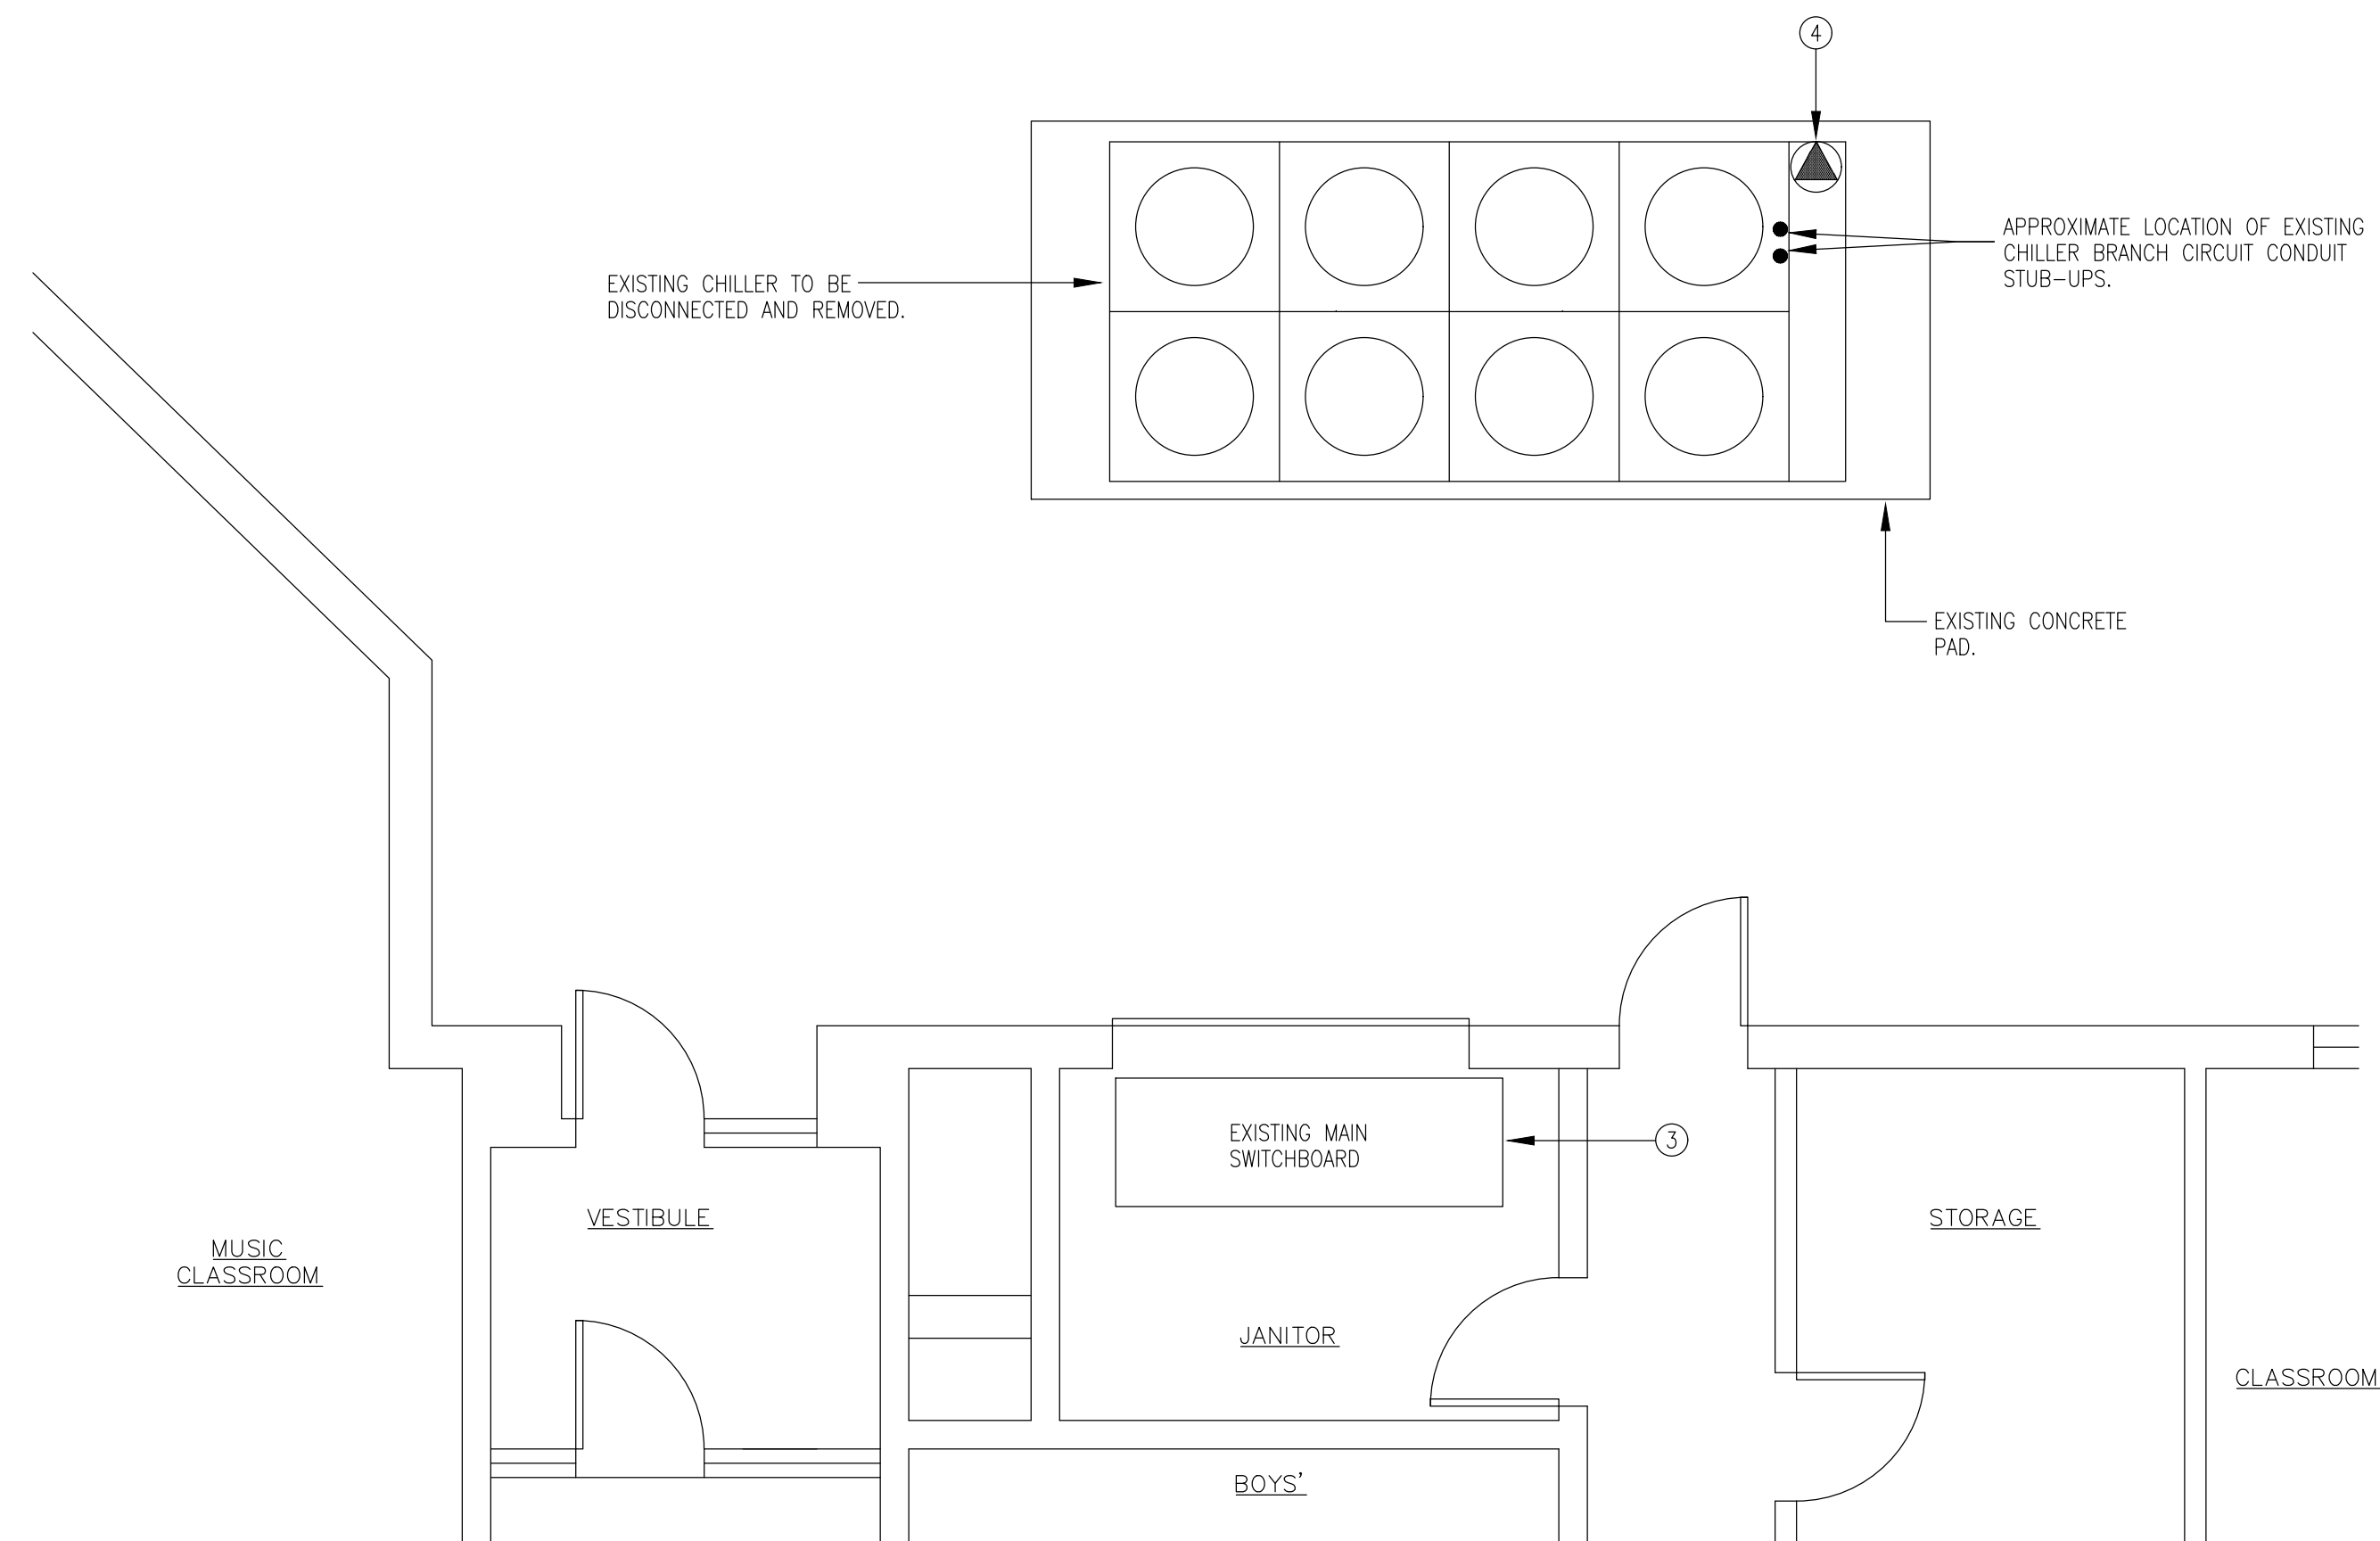 4
APPROXIMATE LOCATION OF EXISTING
CHILLER BRANCH CIRCUIT CONDUIT
STUB-UPS.
EXISTING CHILLER TO BE
DISCONNECTED AND REMOVED.
EXISTING CONCRETE
PAD.
EXISTING MAIN
SWITCHBOARD
3
VESTIBULE
STORAGE
MUSIC
CLASSROOM
JANITOR
CLASSROOM
BOYS'